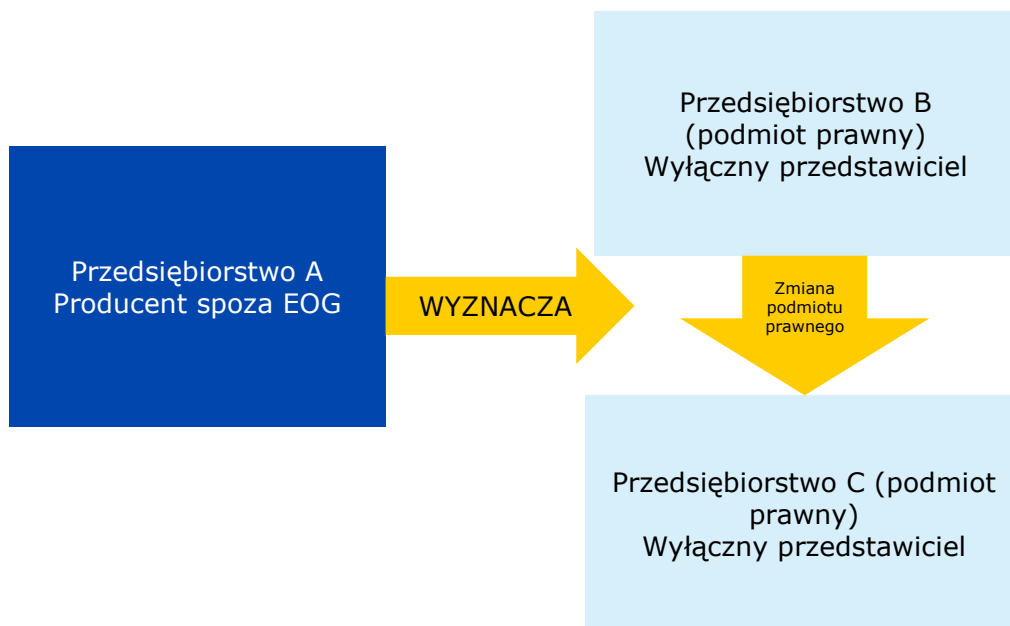 Przedsiębiorstwo A
Producent spoza EOG
WYZNACZA
Przedsiębiorstwo B
(podmiot prawny)
Wyłączny przedstawiciel
Zmiana
podmiotu
prawnego
Przedsiębiorstwo C (podmiot
prawny)
Wyłączny przedstawiciel